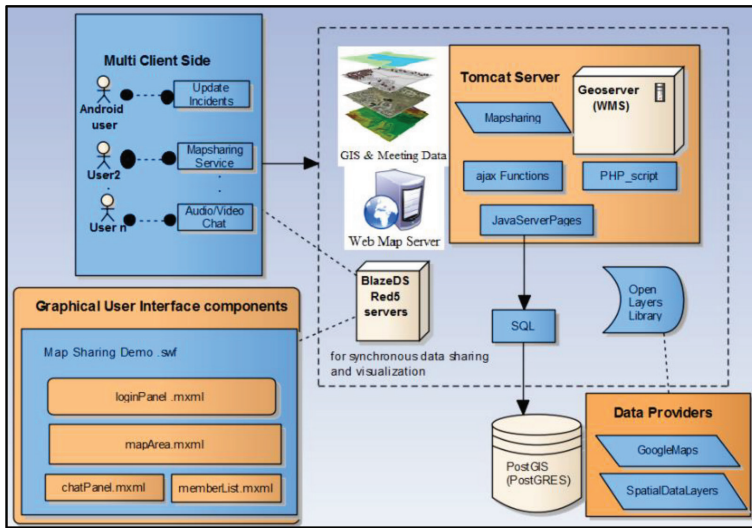 Multi Client Side
Android
user
Update
Incidents
User2
Mapsharing
Service
User n
Audio/Video
Chat
GIS & Meeting Data
Web Map Server
Tomcat Server
Mapsharing
Geoserver
(WMS)
ajax Functions
PHP_script
JavaServerPages
BlazeDS
Red5
servers
for synchronous data sharing
and visualization
SQL
Open
Layers
Library
Graphical User Interface components
Map Sharing Demo .swf
loginPanel .mxml
mapArea.mxml
chatPanel.mxml
memberList.mxml
PostGIS
(PostGRES)
Data Providers
GoogleMaps
SpatialDataLayers